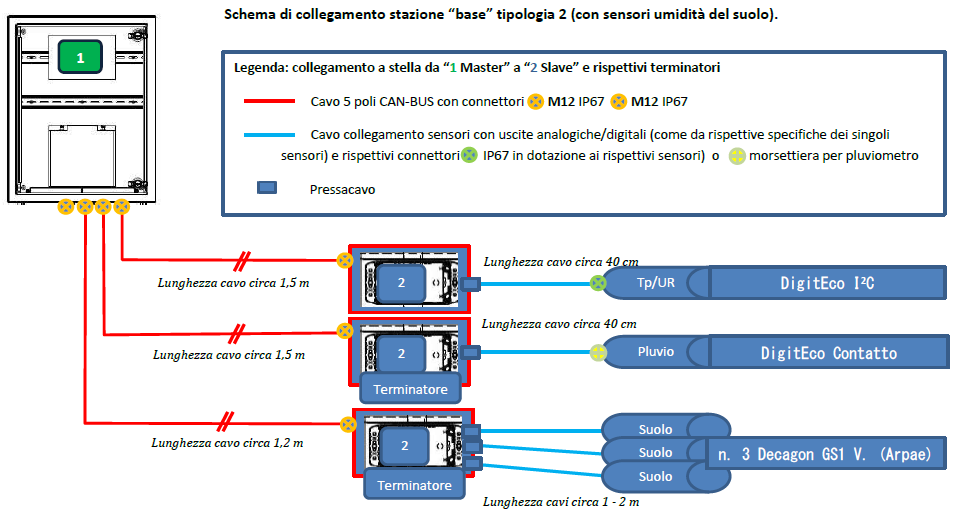 Schema di collegamento stazione “base” tipologia 2 (con sensori umidità del suolo).
1
Legenda: collegamento a stella da “1 Master” a “2 Slave” e rispettivi terminatori
Cavo 5 poli CAN-BUS con connettori M12 IP67 M12 IP67
Cavo collegamento sensori con uscite analogiche/digitali (come da rispettive specifiche dei singoli
sensori) e rispettivi connettori IP67 in dotazione ai rispettivi sensori) o morsettiera per pluviometro
Pressacavo
Lunghezza cavo circa 1,5 m
2
Lunghezza cavo circa 40 cm
Tp/UR
DigitEco I²C
Lunghezza cavo circa 1,5 m
2
Terminatore
Lunghezza cavo circa 40 cm
Pluvio
DigitEco Contatto
Lunghezza cavo circa 1,2 m
2
Terminatore
Suolo
Suolo
Suolo
n. 3 Decagon GS1 V. (Arpae)
Lunghezza cavi circa 1 - 2 m